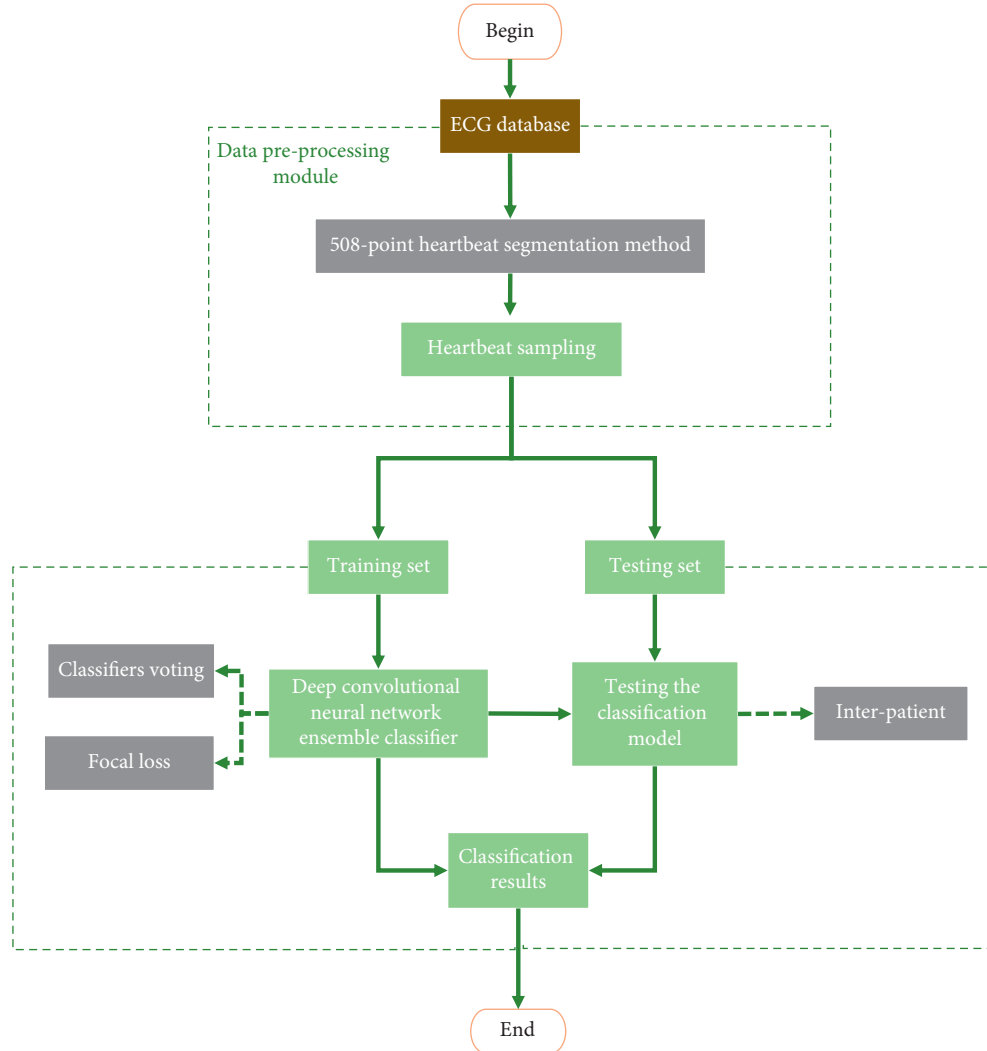 Begin
ECG database
Data pre-processing
module
508-point heartbeat segmentation method
Heartbeat sampling
Training set
Testing set
Classifiers voting
Focal loss
Deep convolutional
neural network
ensemble classifier
Testing the
classification
model
Inter-patient
Classification
results
End